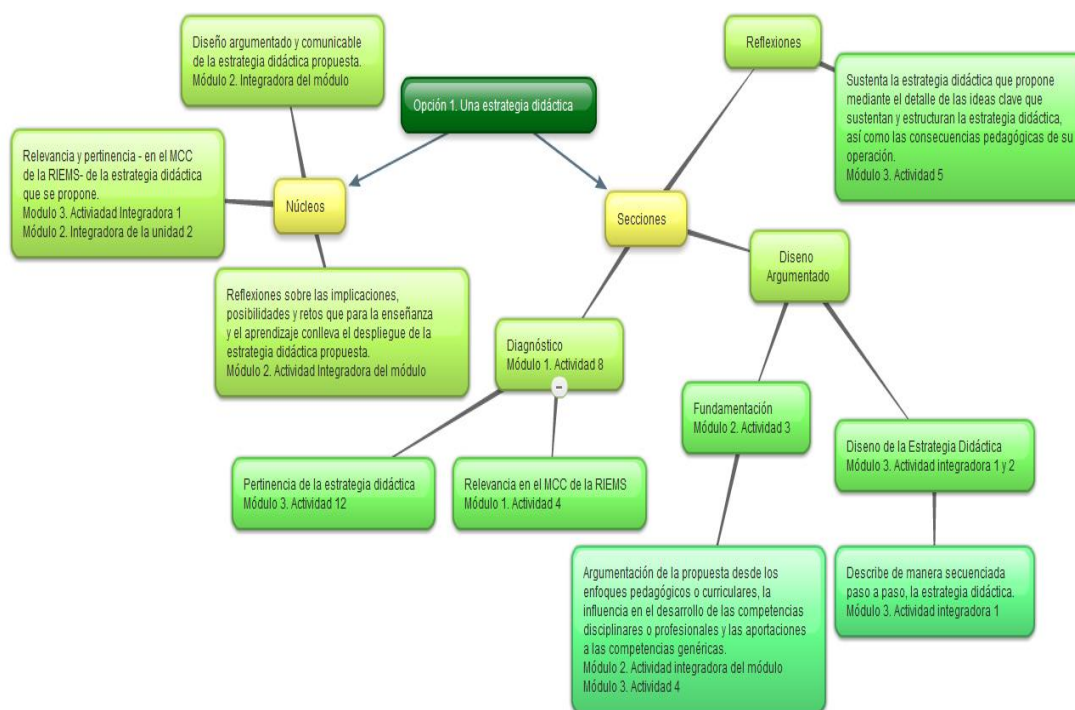 Opción 1. Una estrategia didáctica
Núcleos
Diseño argumentado y comunicable
de la estrategia didáctica propuesta.
Módulo 2. Integradora del módulo
Relevancia y pertinencia - en el MCC
de la RIEMS- de la estrategia didáctica
que se propone.
Modulo 3. Activiadad Integradora 1
Módulo 2. Integradora de la unidad 2
Reflexiones sobre las implicaciones,
posibilidades y retos que para la enseñanza
y el aprendizaje conlleva el despliegue de la
estrategia didáctica propuesta.
Módulo 2. Actividad Integradora del módulo
Secciones
Reflexiones
Sustenta la estrategia didáctica que propone
mediante el detalle de las ideas clave que
sustentan y estructuran la estrategia didáctica,
así como las consecuencias pedagógicas de su
operación.
Módulo 3. Actividad 5
Diagnóstico
Módulo 1. Actividad 8
Pertinencia de la estrategia didáctica
Módulo 3. Actividad 12
Relevancia en el MCC de la RIEMS
Módulo 1. Actividad 4
Diseno
Argumentado
Fundamentación
Módulo 2. Actividad 3
Argumentación de la propuesta desde los
enfoques pedagógicos o curriculares, la
influencia en el desarrollo de las competencias
disciplinares o profesionales y las aportaciones
a las competencias genéricas.
Módulo 2. Actividad integradora del módulo
Módulo 3. Actividad 4
Diseno de la Estrategia Didáctica
Módulo 3. Actividad integradora 1 y 2
Describe de manera secuenciada
paso a paso, la estrategia didáctica.
Módulo 3. Actividad integradora 1